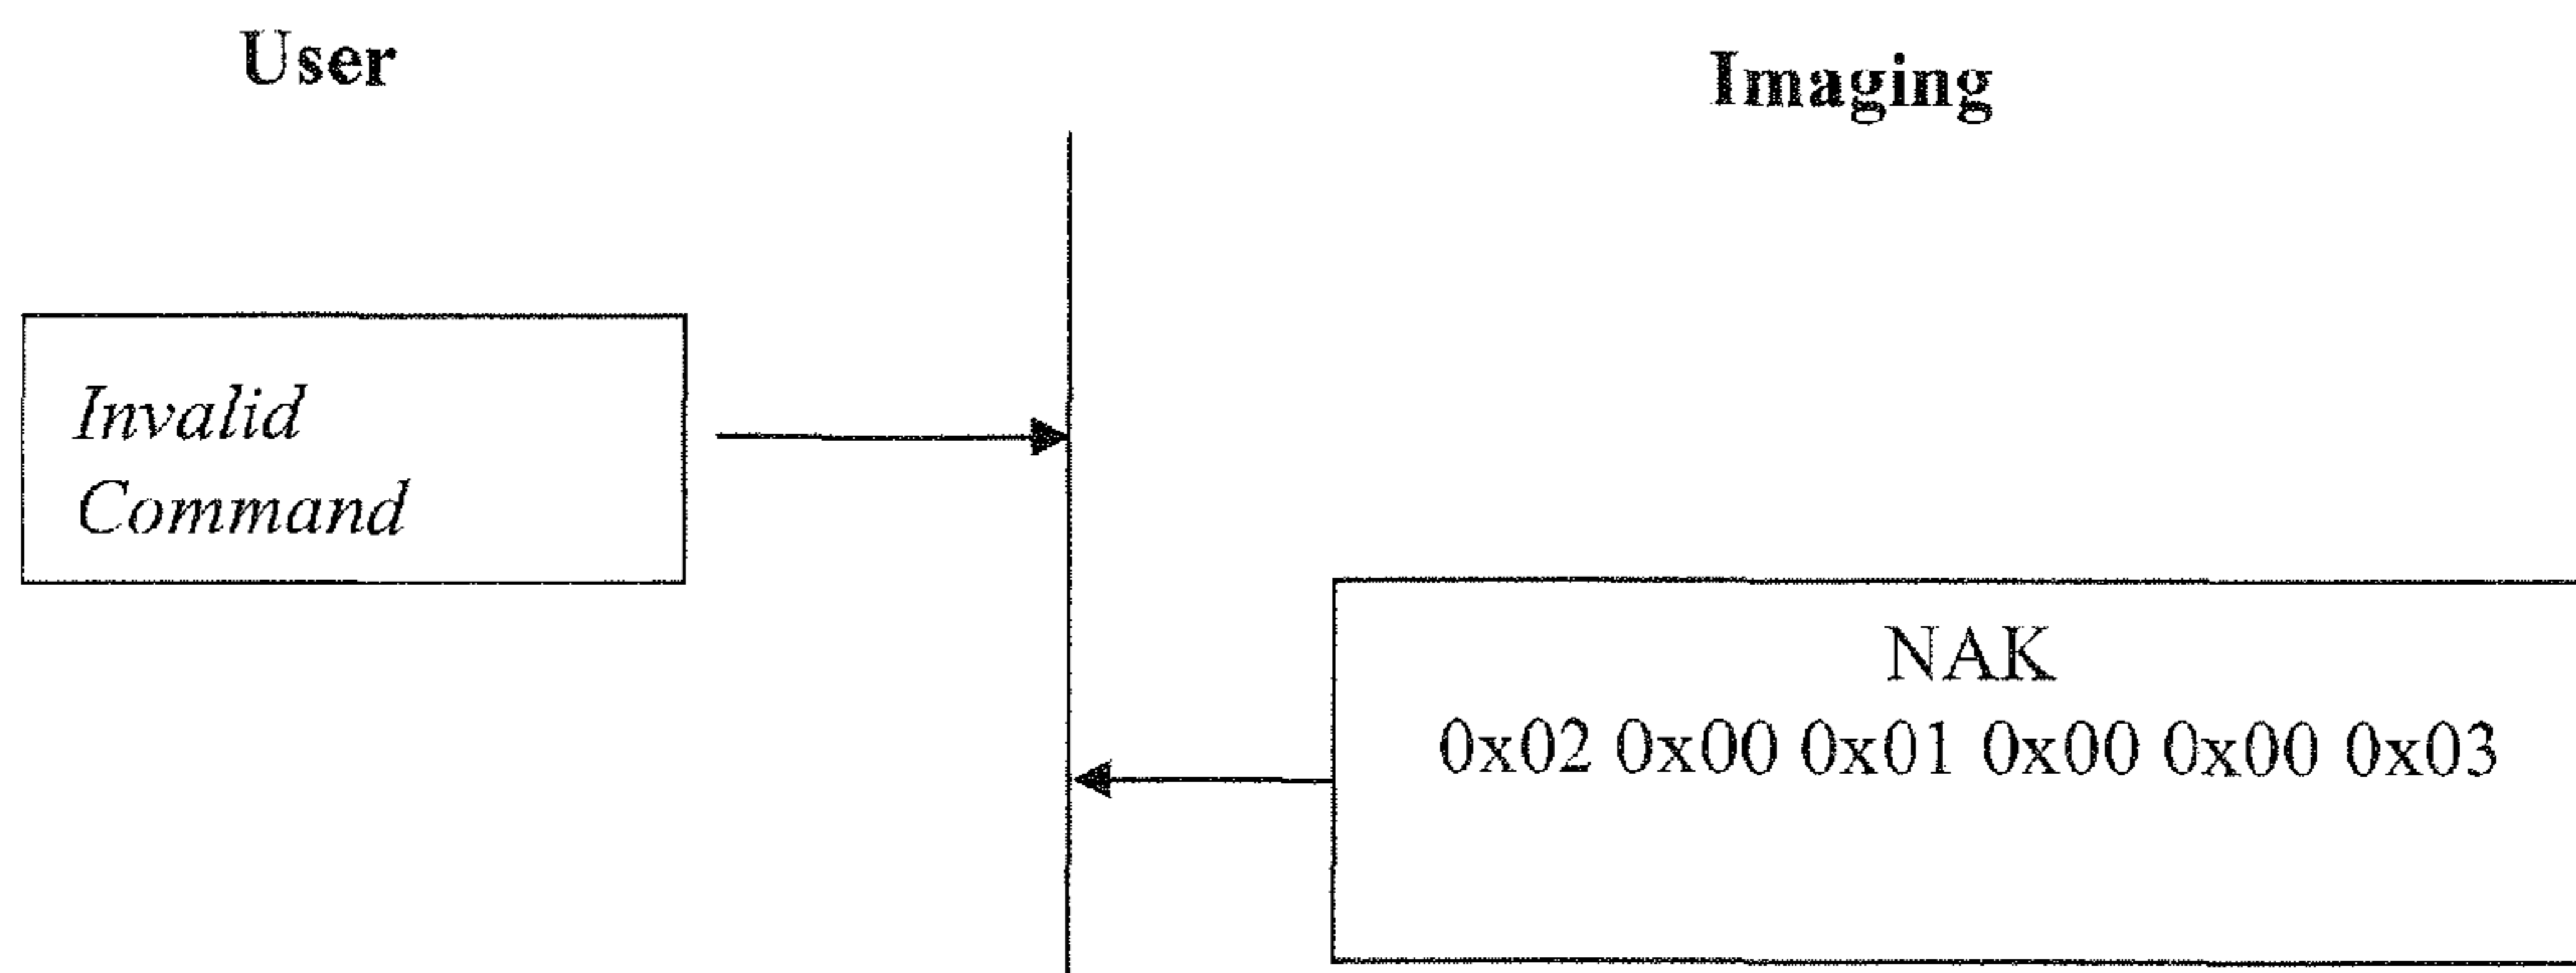 User
Imaging
Invalid
Command
NAK
0x02 0x00 0x01 0x00 0x00 0x03